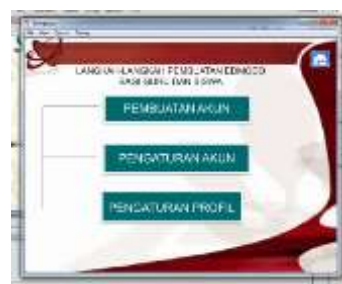 LANGKAH-LANGKAH PEMBUATAN EDMODO
BAGI GURU DAN SISWA
PEMBUATAN AKUN
PENGATURAN AKUN
PENGATURAN PROFIL